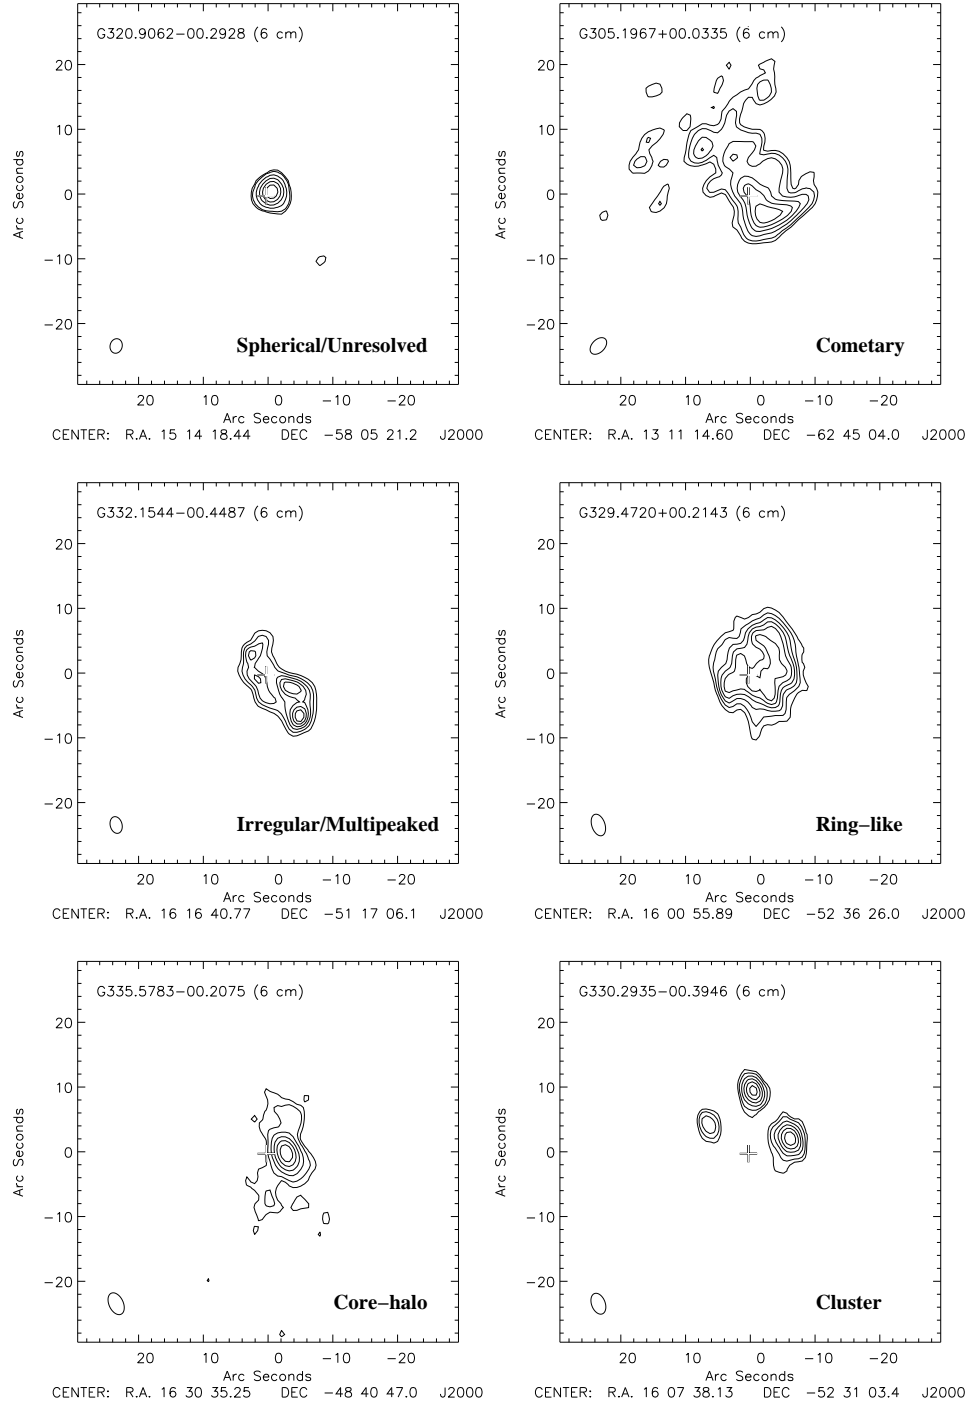 G320.9062−00.2928 (6 cm)
20
10
0
−10
−20
Arc Seconds
Spherical/Unresolved
20 10 0 −10 −20
Arc Seconds
CENTER: R.A. 15 14 18.44 DEC −58 05 21.2 J2000
G305.1967+00.0335 (6 cm)
20
10
0
−10
−20
Arc Seconds
Cometary
20 10 0 −10 −20
Arc Seconds
CENTER: R.A. 13 11 14.60 DEC −62 45 04.0 J2000
G332.1544−00.4487 (6 cm)
20
10
0
−10
−20
Arc Seconds
Irregular/Multipeaked
20 10 0 −10 −20
Arc Seconds
CENTER: R.A. 16 16 40.77 DEC −51 17 06.1 J2000
G329.4720+00.2143 (6 cm)
20
10
0
−10
−20
Arc Seconds
Ring−like
20 10 0 −10 −20
Arc Seconds
CENTER: R.A. 16 00 55.89 DEC −52 36 26.0 J2000
G335.5783−00.2075 (6 cm)
20
10
0
−10
−20
Arc Seconds
Core−halo
20 10 0 −10 −20
Arc Seconds
CENTER: R.A. 16 30 35.25 DEC −48 40 47.0 J2000
G330.2935−00.3946 (6 cm)
20
10
0
−10
−20
Arc Seconds
Cluster
20 10 0 −10 −20
Arc Seconds
CENTER: R.A. 16 07 38.13 DEC −52 31 03.4 J2000